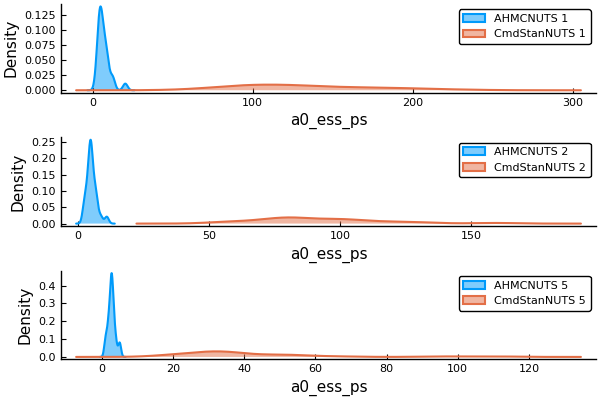 0.125
0.100
0.075
0.050
0.025
0.000
Density
AHMCNUTS 1
CmdStanNUTS 1
0 100 200 300
a0_ess_ps
0.25
0.20
0.15
0.10
0.05
0.00
Density
AHMCNUTS 2
CmdStanNUTS 2
0 50 100 150
a0_ess_ps
0.4
0.3
0.2
0.1
0.0
Density
AHMCNUTS 5
CmdStanNUTS 5
0 20 40 60 80 100 120
a0_ess_ps